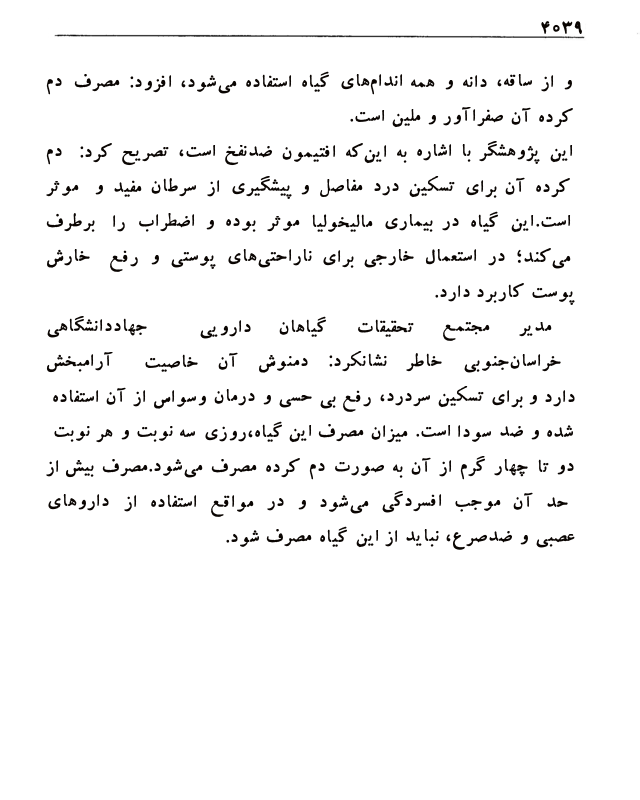 ۴۰۳۹
و از ساقه، دانه و همه اندام‌های گیاه استفاده می‌شود، افزود: مصرف دم
کرده آن صفراآور و ملین است.
این پژوهشگر با اشاره به این‌که افتیمون ضدنفخ است، تصریح کرد: دم
کرده آن برای تسکین درد مفاصل و پیشگیری از سرطان مفید و موثر
است.این گیاه در بیماری مالیخولیا موثر بوده و اضطراب را برطرف
می‌کند؛ در استعمال خارجی برای ناراحتی‌های پوستی و رفع خارش
پوست کاربرد دارد.
مدیر مجتمع تحقیقات گیاهان دارویی جهاددانشگاهی
خراسان‌جنوبی خاطر نشانکرد: دمنوش آن خاصیت آرامبخش
دارد و برای تسکین سردرد، رفع بی حسی و درمان وسواس از آن استفاده
شده و ضد سودا است. میزان مصرف این گیاه،روزی سه نوبت و هر نوبت
دو تا چهار گرم از آن به صورت دم کرده مصرف می‌شود.مصرف بیش از
حد آن موجب افسردگی می‌شود و در مواقع استفاده از داروهای
عصبی و ضدصرع، نباید از این گیاه مصرف شود.